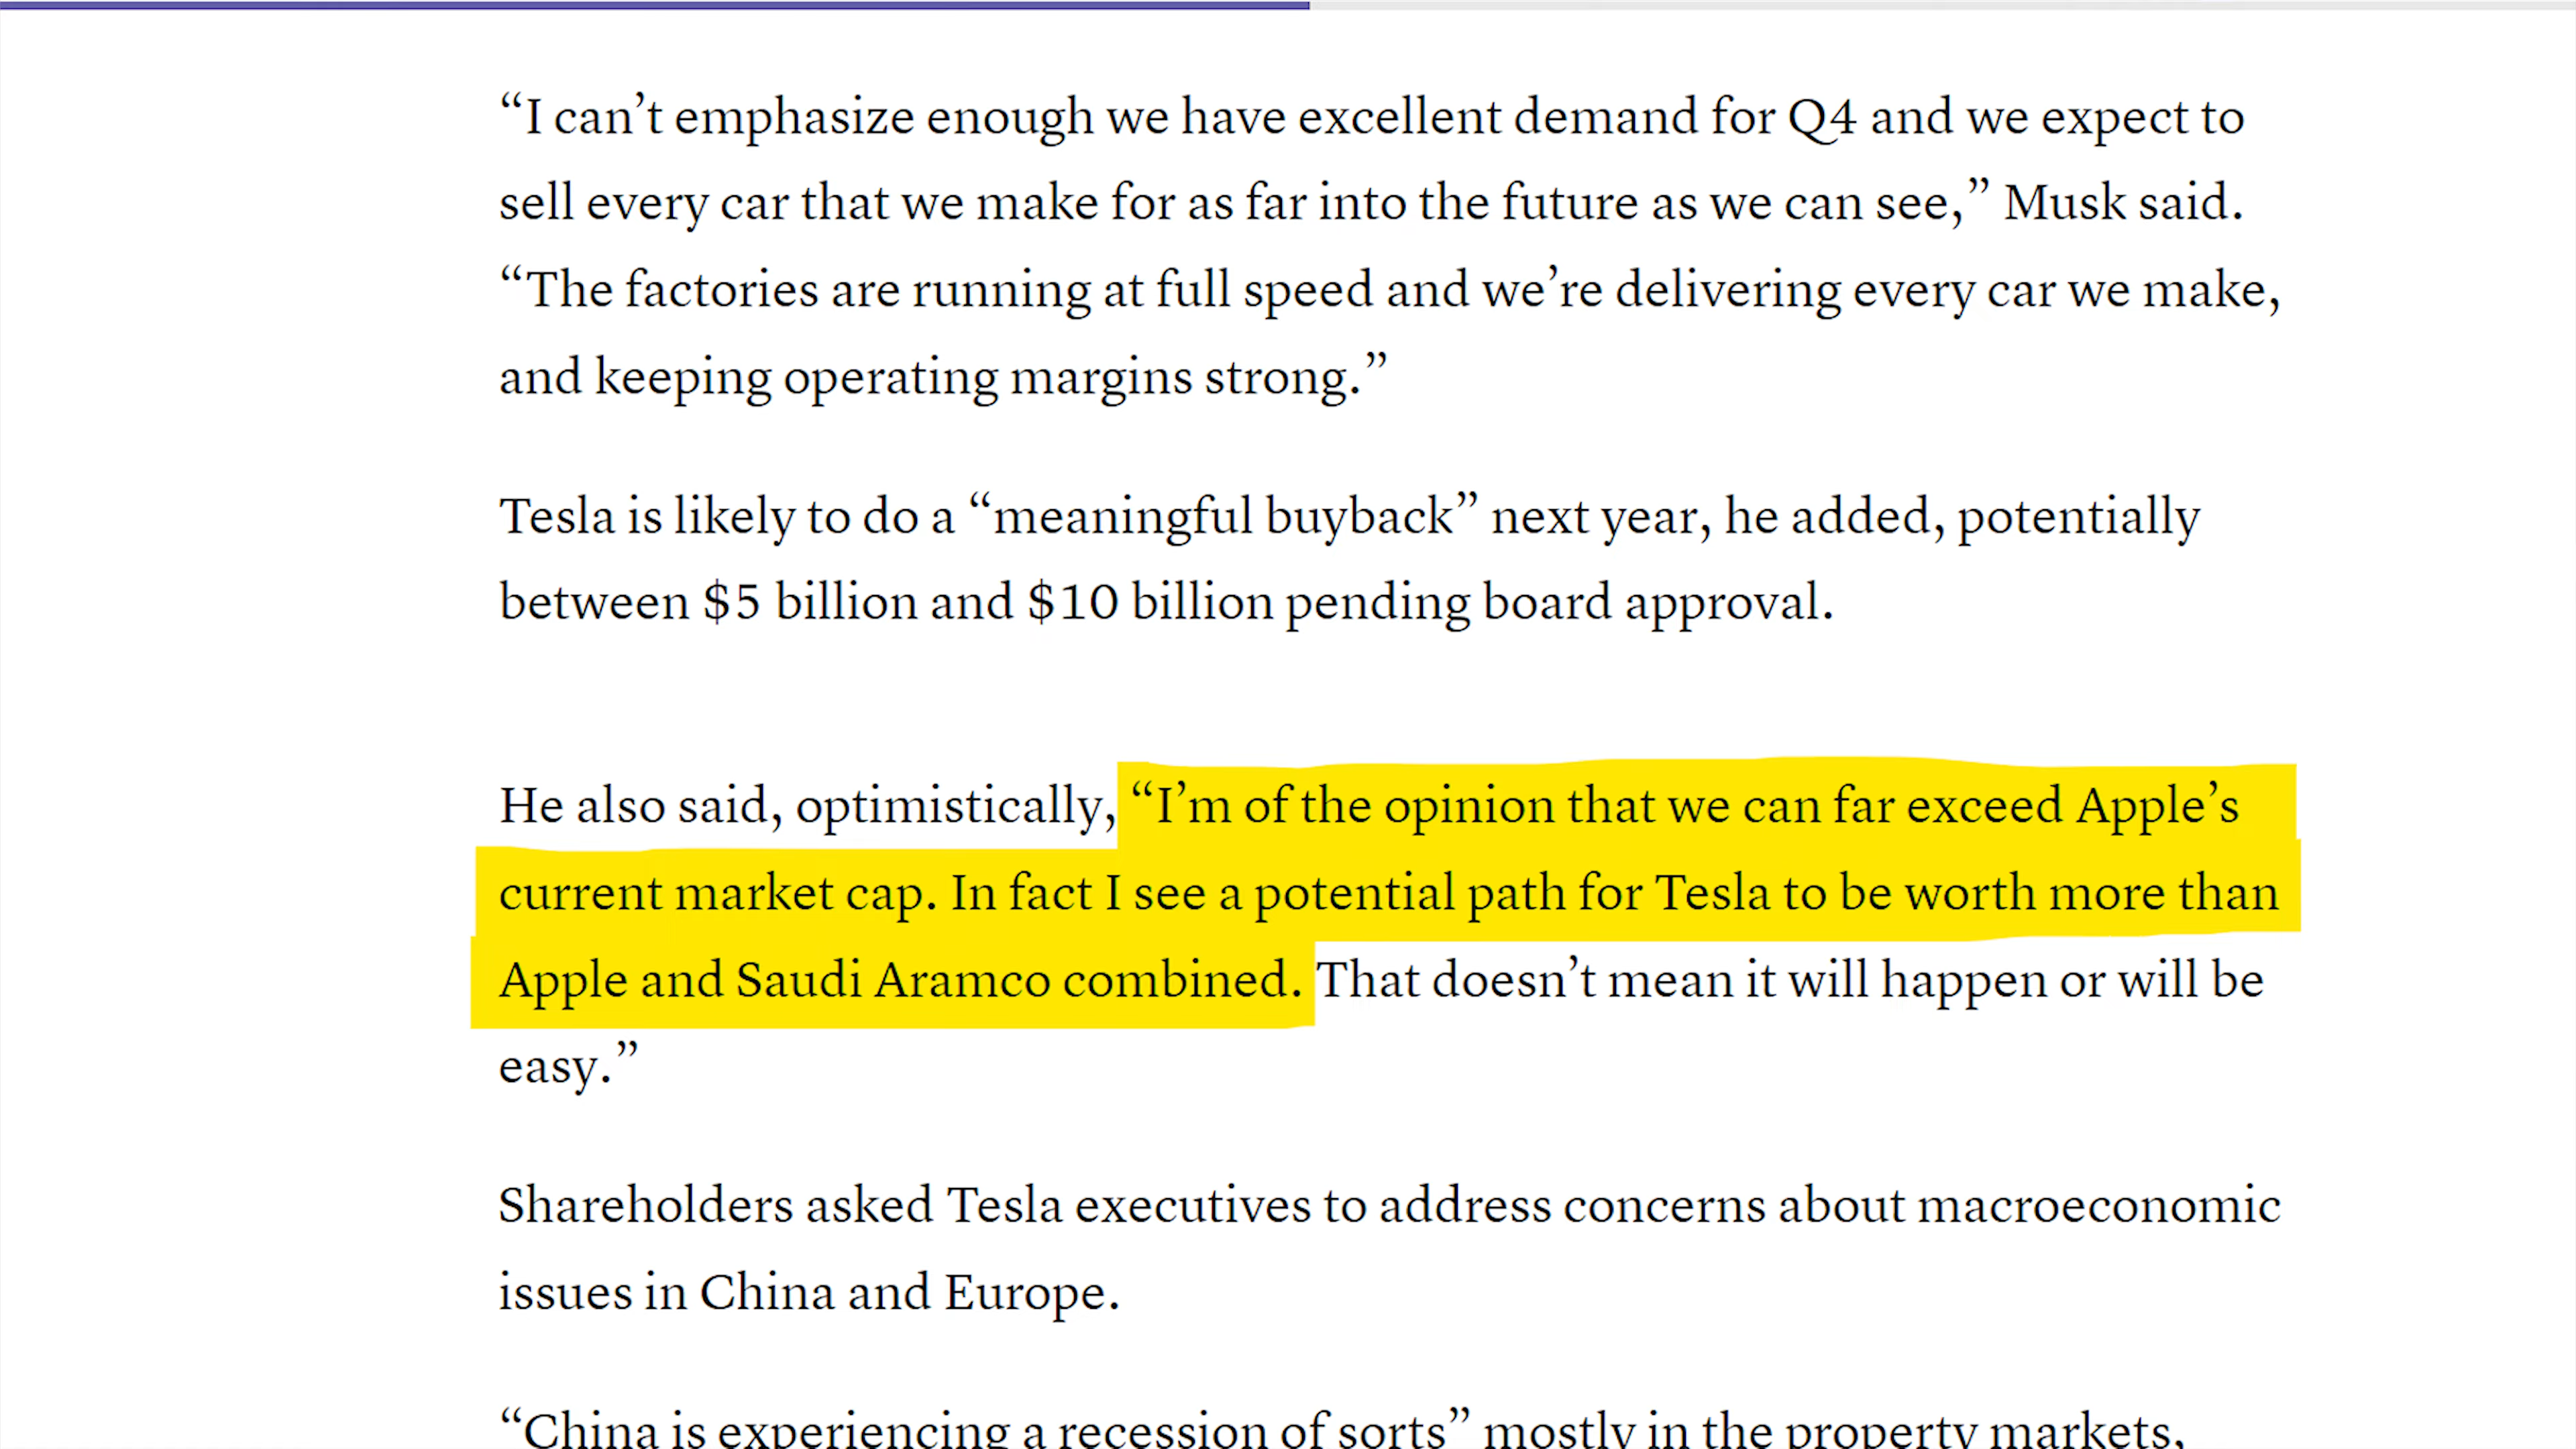 “I can’t emphasize enough we have excellent demand for Q4 and we expect to
sell every car that we make for as far into the future as we can see,” Musk said.
“The factories are running at full speed and we’re delivering every car we make,
and keeping operating margins strong.”
Tesla is likely to do a “meaningful buyback” next year, he added, potentially
between $5 billion and $10 billion pending board approval.
He also said, optimistically, “I’m of the opinion that we can far exceed Apple’s
current market cap. In fact I see a potential path for Tesla to be worth more than
Apple and Saudi Aramco combined. That doesn’t mean it will happen or will be
easy.”
Shareholders asked Tesla executives to address concerns about macroeconomic
issues in China and Europe.
“China is experiencing a recession of sorts” mostly in the property markets,